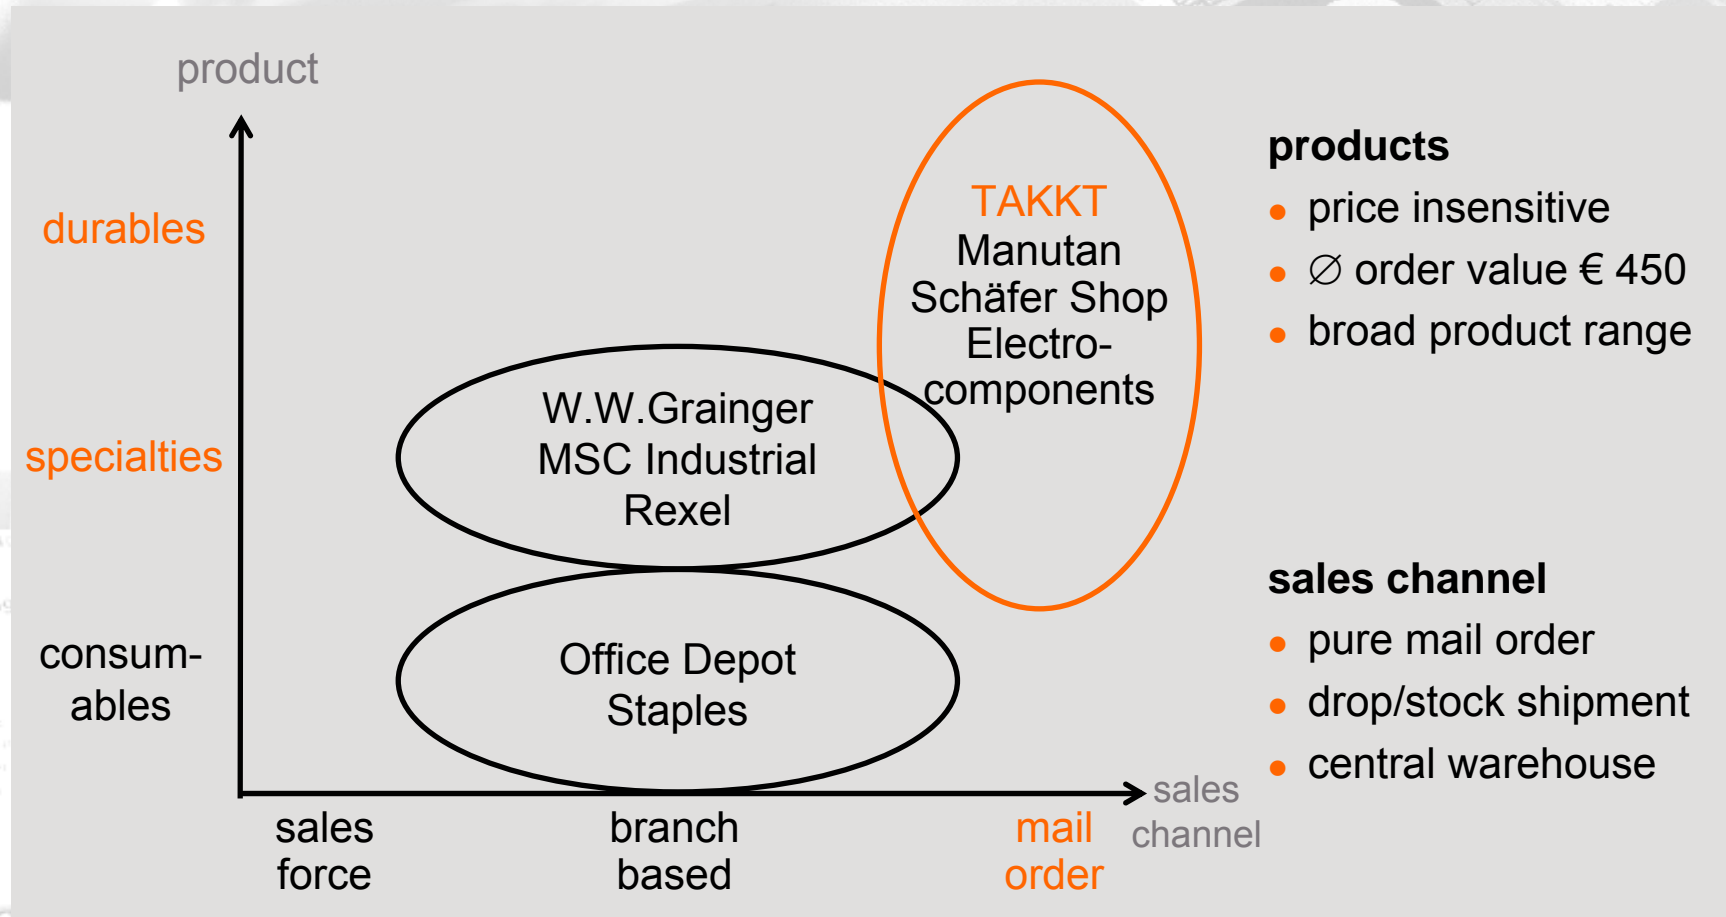 product
durables
specialties
consum-
ables
TAKKT
Manutan
Schäfer Shop
Electro-
components
W.W.Grainger
MSC Industrial
Rexel
Office Depot
Staples
sales
force
branch
based
mail
order
sales
channel
products
● price insensitive
● ∅ order value € 450
● broad product range
sales channel
● pure mail order
● drop/stock shipment
● central warehouse